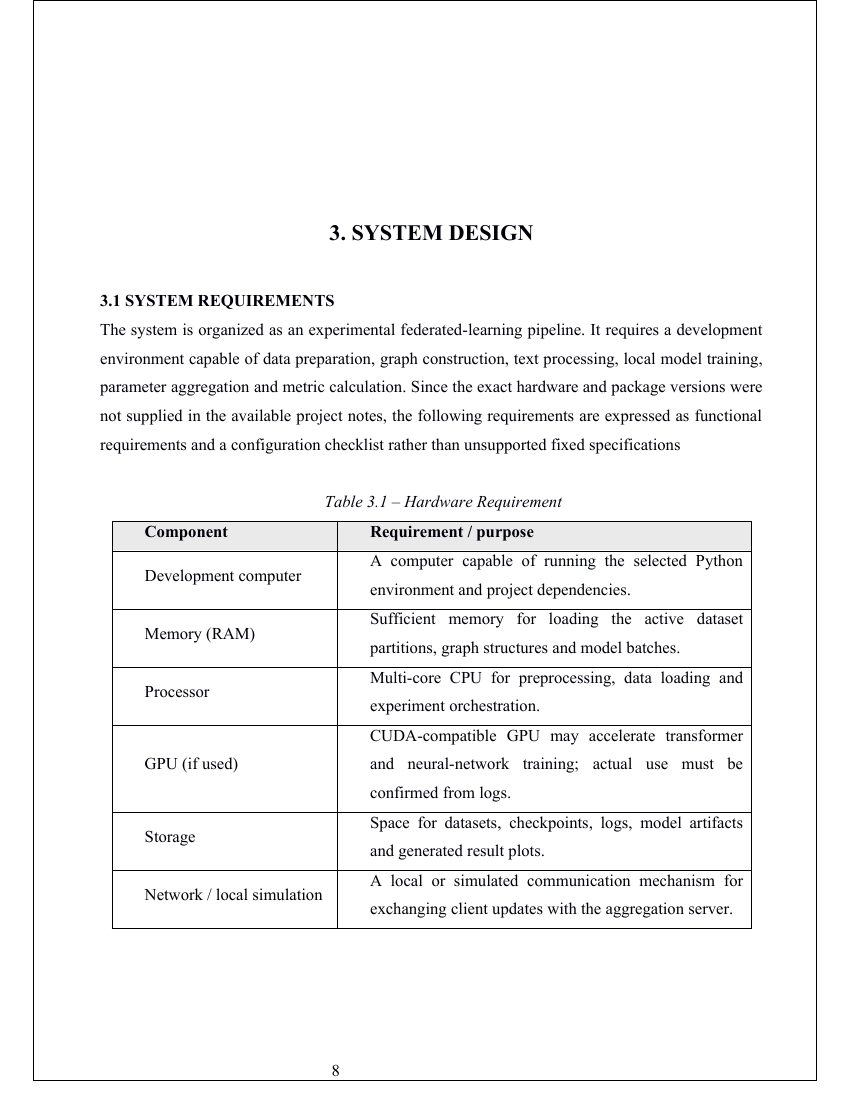 3. SYSTEM DESIGN
3.1 SYSTEM REQUIREMENTS
The system is organized as an experimental federated-learning pipeline. It requires a development
environment capable of data preparation, graph construction, text processing, local model training,
parameter aggregation and metric calculation. Since the exact hardware and package versions were
not supplied in the available project notes, the following requirements are expressed as functional
requirements and a configuration checklist rather than unsupported fixed specifications
Table 3.1 – Hardware Requirement
Component
Requirement / purpose
Development computer
A computer capable of running the selected Python
environment and project dependencies.
Memory (RAM)
Sufficient memory for loading the active dataset
partitions, graph structures and model batches.
Processor
Multi-core CPU for preprocessing, data loading and
experiment orchestration.
GPU (if used)
CUDA-compatible GPU may accelerate transformer
and neural-network training; actual use must be
confirmed from logs.
Storage
Space for datasets, checkpoints, logs, model artifacts
and generated result plots.
Network / local simulation
A local or simulated communication mechanism for
exchanging client updates with the aggregation server.
8